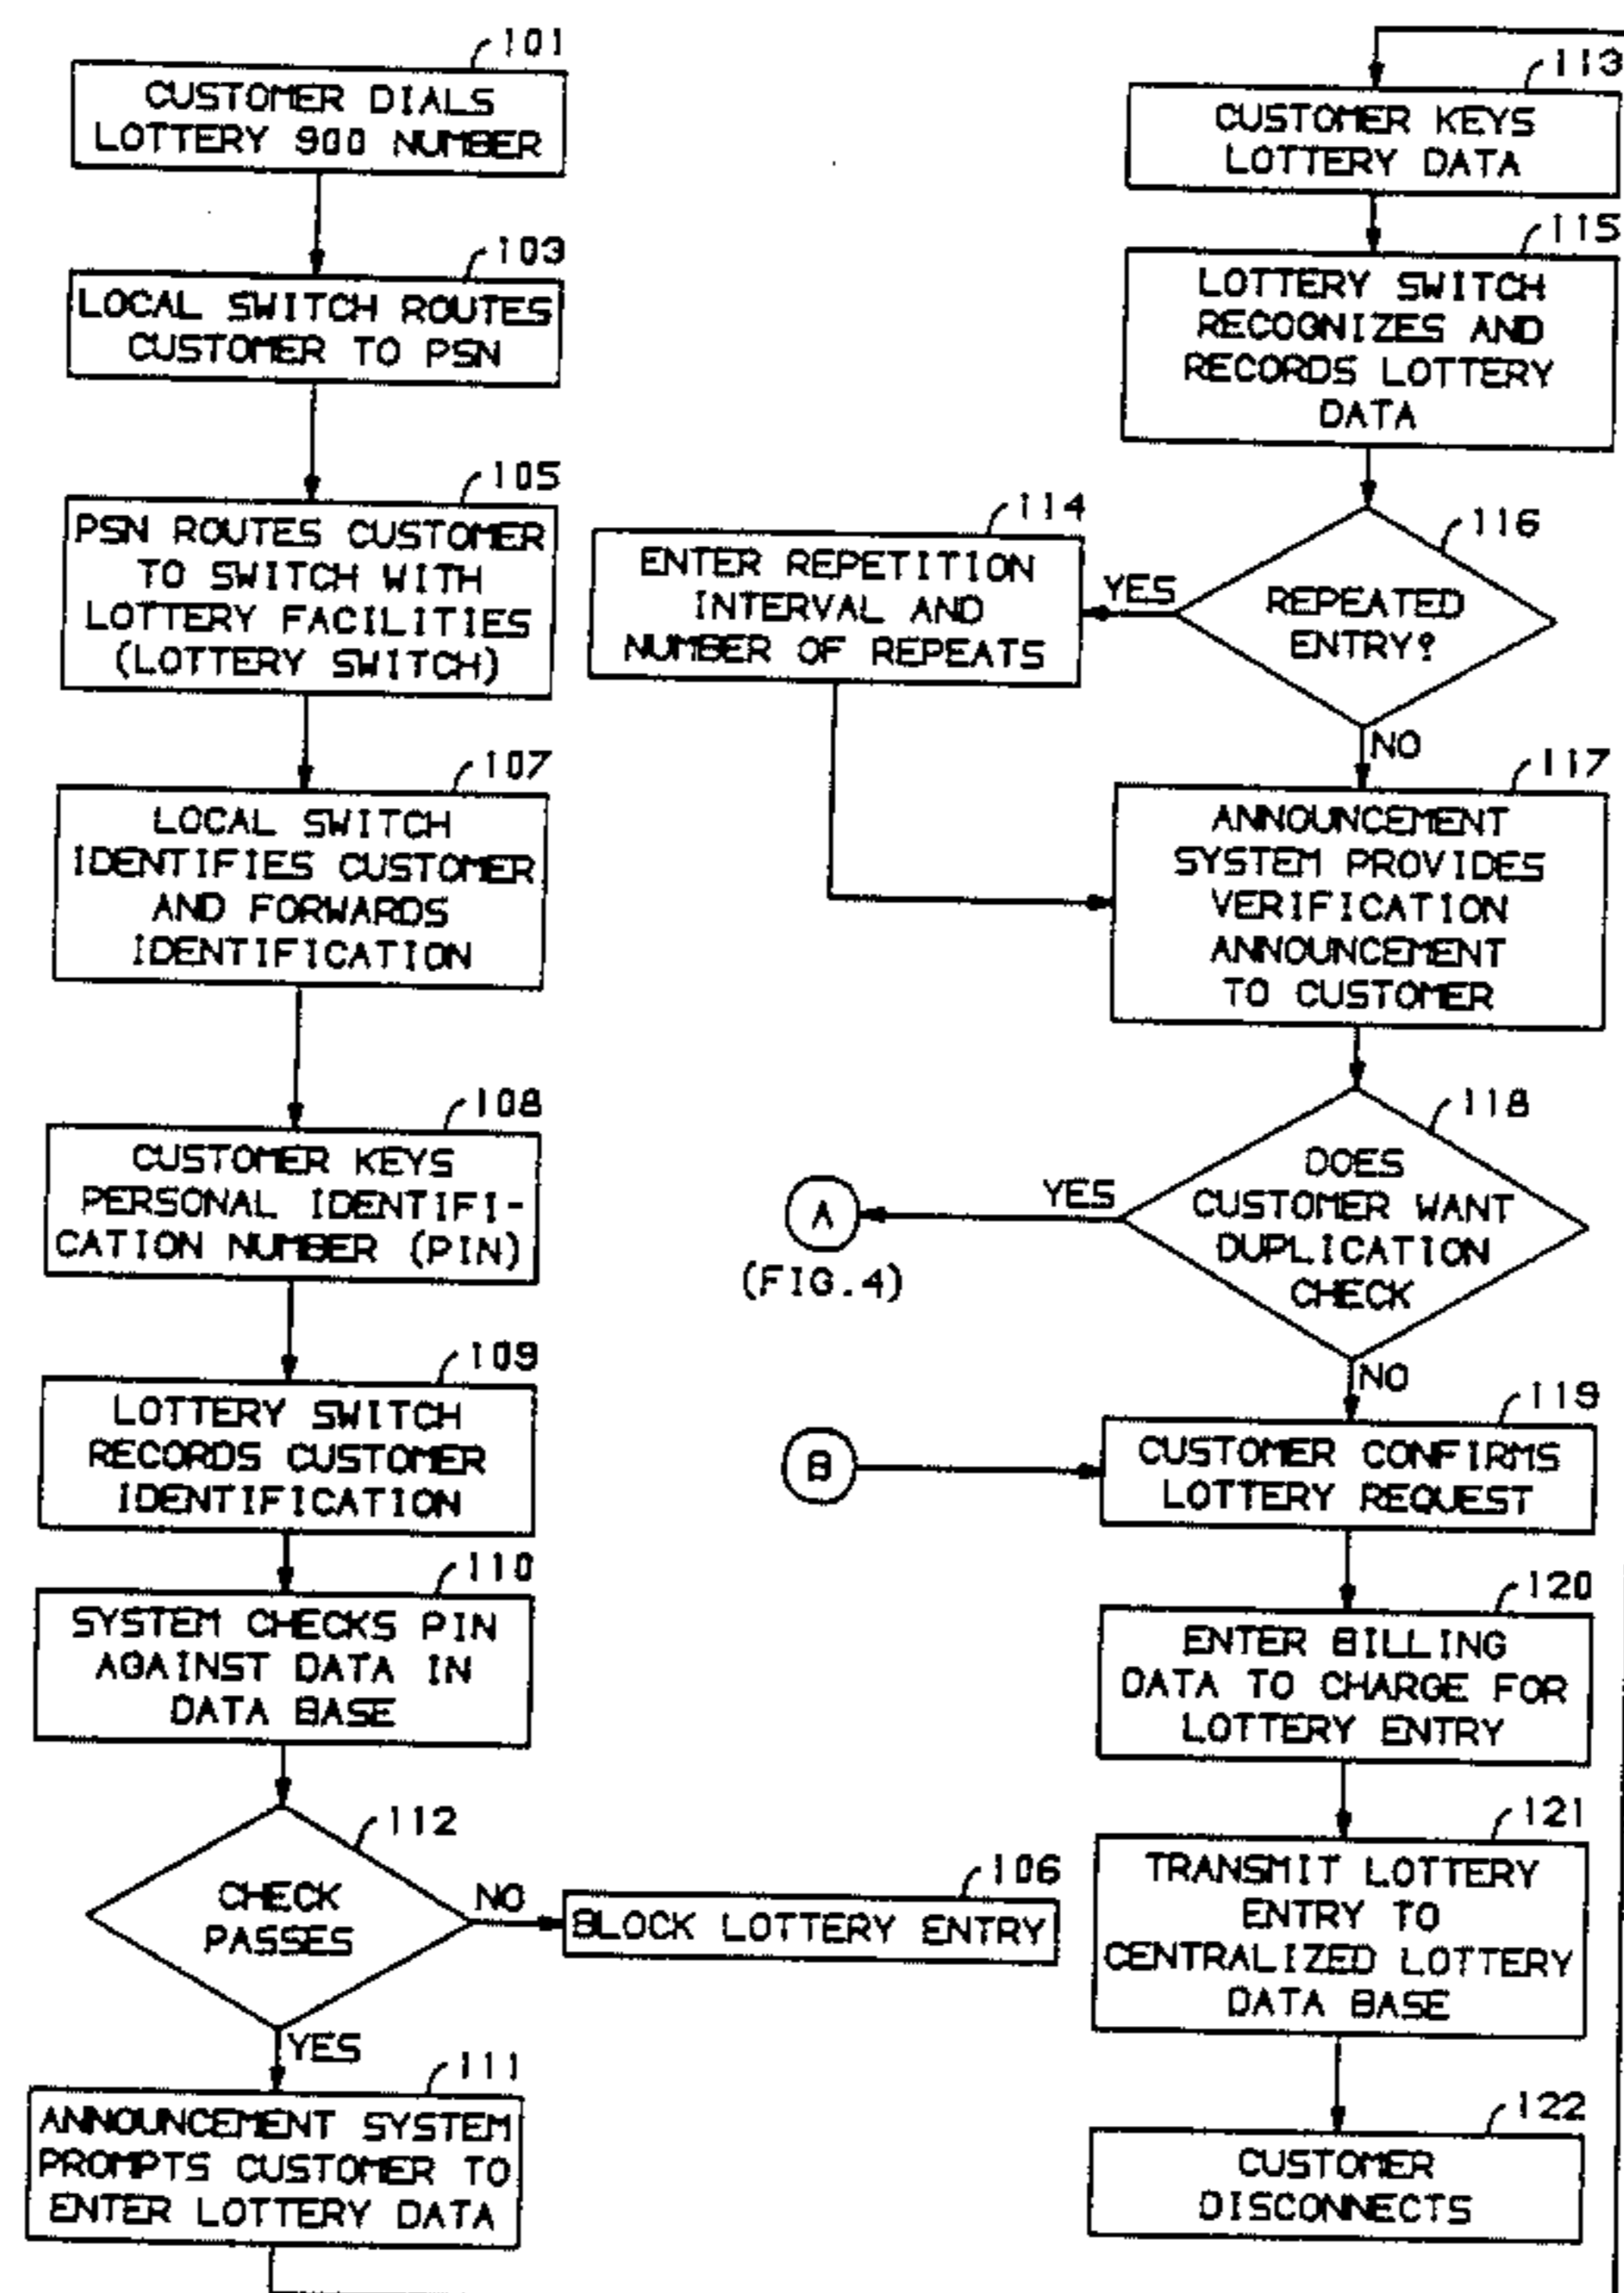 101
CUSTOMER DIALS
LOTTERY 900 NUMBER
103
LOCAL SWITCH ROUTES
CUSTOMER TO PSN
105
PSN ROUTES CUSTOMER
TO SWITCH WITH
LOTTERY FACILITIES
(LOTTERY SWITCH)
107
LOCAL SWITCH
IDENTIFIES CUSTOMER
AND FORWARDS
IDENTIFICATION
108
CUSTOMER KEYS
PERSONAL IDENTIFI-
CATION NUMBER (PIN)
109
LOTTERY SWITCH
RECORDS CUSTOMER
IDENTIFICATION
110
SYSTEM CHECKS PIN
AGAINST DATA IN
DATA BASE
112
CHECK
PASSES
NO
106
BLOCK LOTTERY ENTRY
YES
111
ANNOUNCEMENT SYSTEM
PROMPTS CUSTOMER TO
ENTER LOTTERY DATA
113
CUSTOMER KEYS
LOTTERY DATA
115
LOTTERY SWITCH
RECOGNIZES AND
RECORDS LOTTERY
DATA
116
REPEATED
ENTRY?
YES
114
ENTER REPETITION
INTERVAL AND
NUMBER OF REPEATS
NO
117
ANNOUNCEMENT
SYSTEM PROVIDES
VERIFICATION
ANNOUNCEMENT
TO CUSTOMER
118
DOES
CUSTOMER WANT
DUPLICATION
CHECK
YES
A
(FIG.4)
NO
B
119
CUSTOMER CONFIRMS
LOTTERY REQUEST
120
ENTER BILLING
DATA TO CHARGE FOR
LOTTERY ENTRY
121
TRANSMIT LOTTERY
ENTRY TO
CENTRALIZED LOTTERY
DATA BASE
122
CUSTOMER
DISCONNECTS